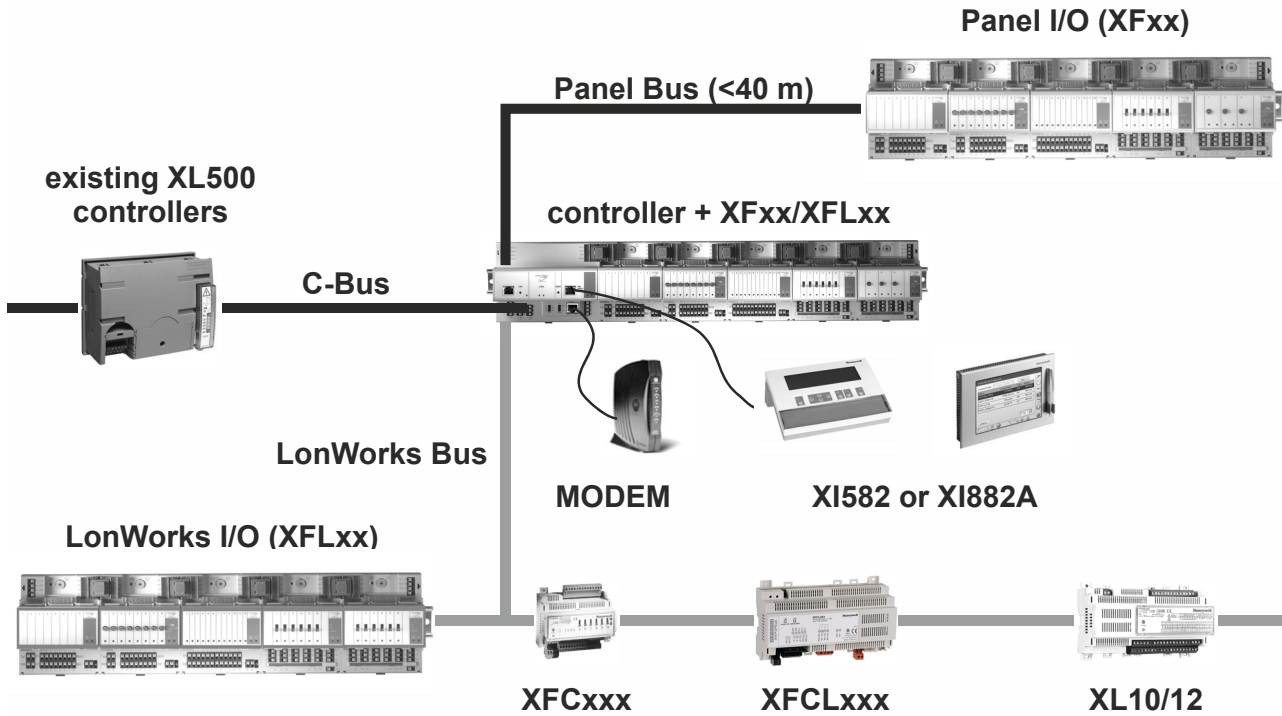 Panel I/O (XFxx)
Panel Bus (<40 m)
existing XL500
controllers
controller + XFxx/XFLxx
C-Bus
LonWorks Bus
MODEM
XI582 or XI882A
LonWorks I/O (XFLxx)
XFCxxx
XFCLxxx
XL10/12